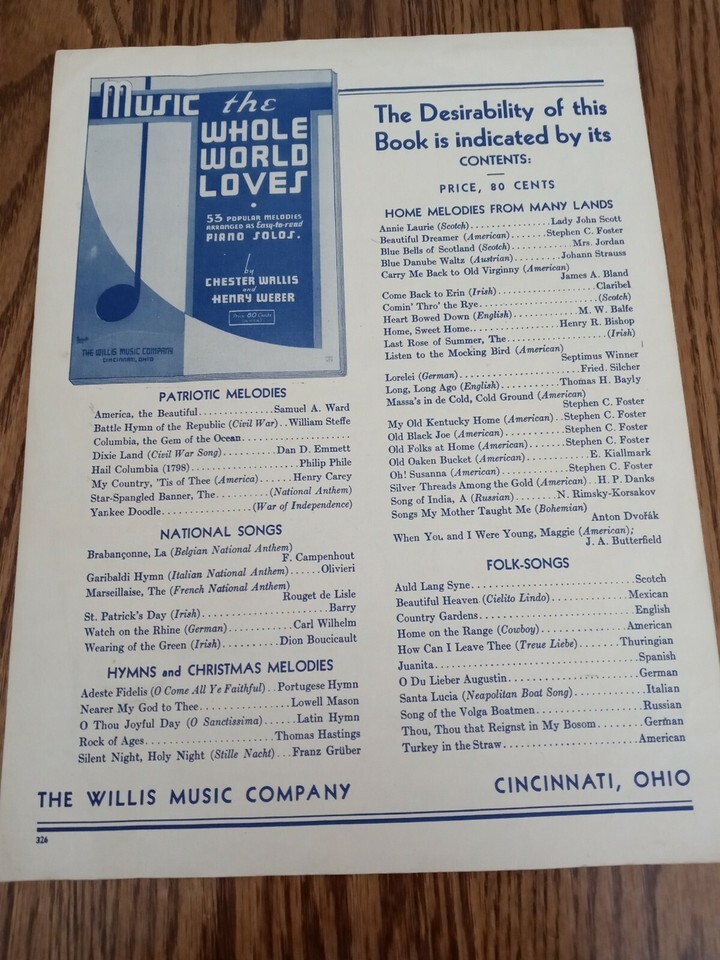 Music the
WHOLE
WORLD
LOVES
53 POPULAR MELODIES
ARRANGED AS Easy-to-read
PIANO SOLOS.
by
CHESTER WALLIS
and
HENRY WEBER
Price 80 Cents
THE WILLIS MUSIC COMPANY
CINCINNATI, OHIO
PATRIOTIC MELODIES
America, the Beautiful..............Samuel A. Ward
Battle Hymn of the Republic (Civil War)..William Steffe
Columbia, the Gem of the Ocean......................
Dixie Land (Civil War Song)..........Dan D. Emmett
Hail Columbia (1798)....................Philip Phile
My Country, 'Tis of Thee (America).......Henry Carey
Star-Spangled Banner, The..........(National Anthem)
Yankee Doodle..................(War of Independence)
NATIONAL SONGS
Brabançonne, La (Belgian National Anthem)
F. Campenhout
Garibaldi Hymn (Italian National Anthem)......Olivieri
Marseillaise, The (French National Anthem)
Rouget de Lisle
St. Patrick's Day (Irish)........................Barry
Watch on the Rhine (German)............Carl Wilhelm
Wearing of the Green (Irish)..........Dion Boucicault
HYMNS and CHRISTMAS MELODIES
Adeste Fidelis (O Come All Ye Faithful)..Portugese Hymn
Nearer My God to Thee.................Lowell Mason
O Thou Joyful Day (O Sanctissima).......Latin Hymn
Rock of Ages.......................Thomas Hastings
Silent Night, Holy Night (Stille Nacht)...Franz Grüber
The Desirability of this
Book is indicated by its
CONTENTS:
PRICE, 80 CENTS
HOME MELODIES FROM MANY LANDS
Annie Laurie (Scotch)................Lady John Scott
Beautiful Dreamer (American)........Stephen C. Foster
Blue Bells of Scotland (Scotch).............Mrs. Jordan
Blue Danube Waltz (Austrian)..........Johann Strauss
Carry Me Back to Old Virginny (American)
James A. Bland
Come Back to Erin (Irish)....................Claribel
Comin' Thro' the Rye........................(Scotch)
Heart Bowed Down (English).............M. W. Balfe
Home, Sweet Home..................Henry R. Bishop
Last Rose of Summer, The.....................(Irish)
Listen to the Mocking Bird (American)
Septimus Winner
Lorelei (German).........................Fried. Silcher
Long, Long Ago (English)............Thomas H. Bayly
Massa's in de Cold, Cold Ground (American)
Stephen C. Foster
My Old Kentucky Home (American)..Stephen C. Foster
Old Black Joe (American)............Stephen C. Foster
Old Folks at Home (American).......Stephen C. Foster
Old Oaken Bucket (American)............E. Kiallmark
Oh! Susanna (American)............Stephen C. Foster
Silver Threads Among the Gold (American)..H. P. Danks
Song of India, A (Russian)........N. Rimsky-Korsakov
Songs My Mother Taught Me (Bohemian)
Anton Dvořák
When You and I Were Young, Maggie (American);
J. A. Butterfield
FOLK-SONGS
Auld Lang Syne...............................Scotch
Beautiful Heaven (Cielito Lindo)..............Mexican
Country Gardens.............................English
Home on the Range (Cowboy)..............American
How Can I Leave Thee (Treue Liebe)......Thuringian
Juanita.....................................Spanish
O Du Lieber Augustin........................German
Santa Lucia (Neapolitan Boat Song)............Italian
Song of the Volga Boatmen...................Russian
Thou, Thou that Reignst in My Bosom........German
Turkey in the Straw........................American
THE WILLIS MUSIC COMPANY
CINCINNATI, OHIO
326